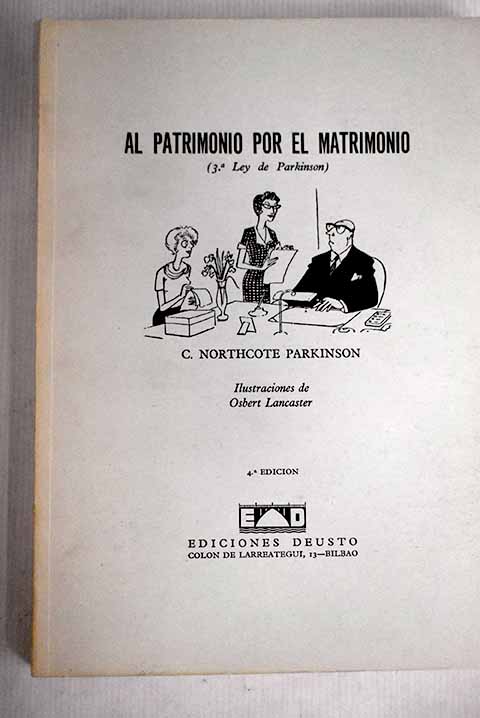 AL PATRIMONIO POR EL MATRIMONIO
(3.ª Ley de Parkinson)
C. NORTHCOTE PARKINSON
Ilustraciones de
Osbert Lancaster
4.ª EDICION
E D
EDICIONES DEUSTO
COLON DE LARREATEGUI, 13—BILBAO